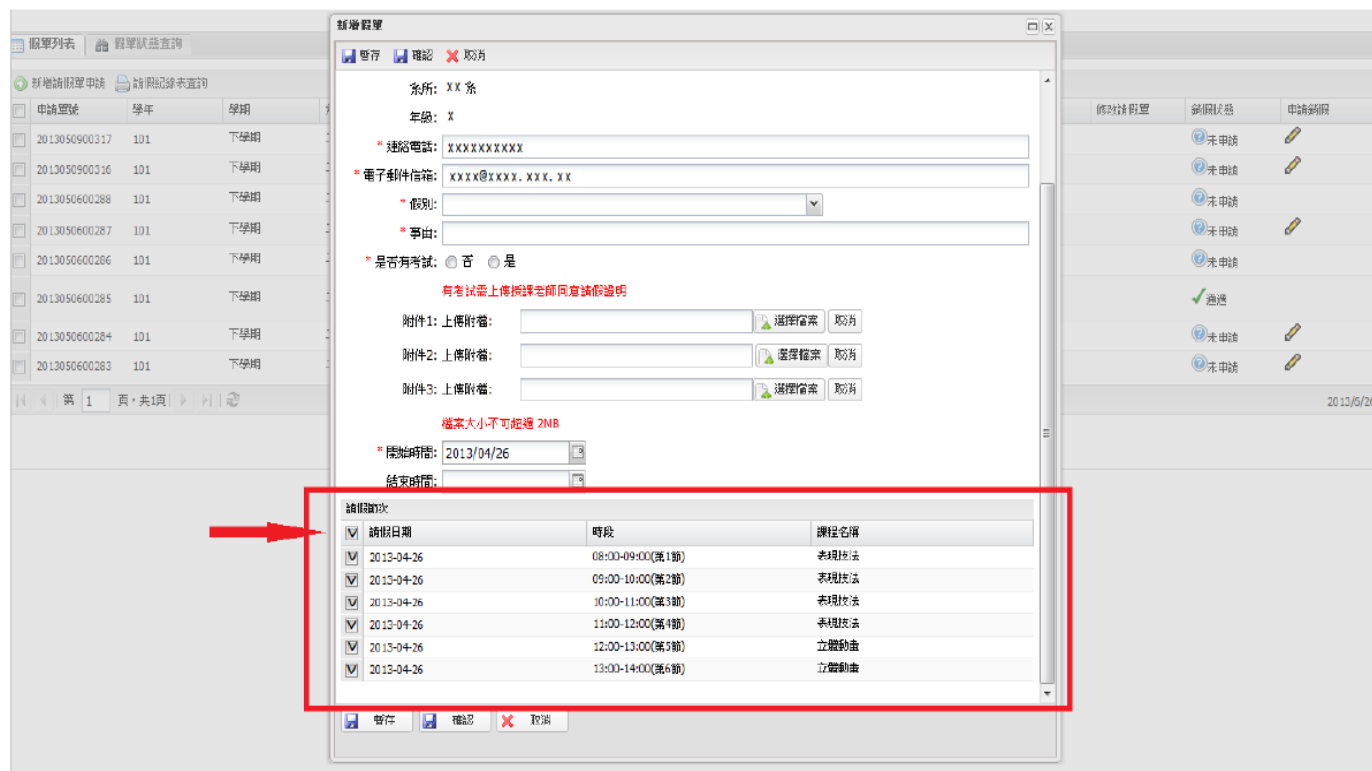 新增假單
假單列表 假單狀態查詢
暫存 確認 取消
新增請假單申請 請假紀錄表查詢
系所: XX 系
申請單號 學年 學期 修改請假單 銷假狀態 申請銷假
年級: X
2013050900317 101 下學期 未申請
* 連絡電話: xxxxxxxxxx
2013050900316 101 下學期 未申請
* 電子郵件信箱: xxxx@xxxx.xxx.xx
2013050600288 101 下學期 未申請
* 假別:
2013050600287 101 下學期 未申請
* 事由:
2013050600286 101 下學期 未申請
* 是否有考試: 否 是
2013050600285 101 下學期 通過
有考試需上傳授課老師同意請假證明
附件1: 上傳附檔: 選擇檔案 取消
2013050600284 101 下學期 未申請
附件2: 上傳附檔: 選擇檔案 取消
2013050600283 101 下學期 未申請
附件3: 上傳附檔: 選擇檔案 取消
第 1 頁,共1頁
檔案大小不可超過 2MB
* 開始時間: 2013/04/26
結束時間:
請假節次
請假日期 時段 課程名稱
2013-04-26 08:00-09:00(第1節) 表現技法
2013-04-26 09:00-10:00(第2節) 表現技法
2013-04-26 10:00-11:00(第3節) 表現技法
2013-04-26 11:00-12:00(第4節) 表現技法
2013-04-26 12:00-13:00(第5節) 立體動畫
2013-04-26 13:00-14:00(第6節) 立體動畫
暫存 確認 取消